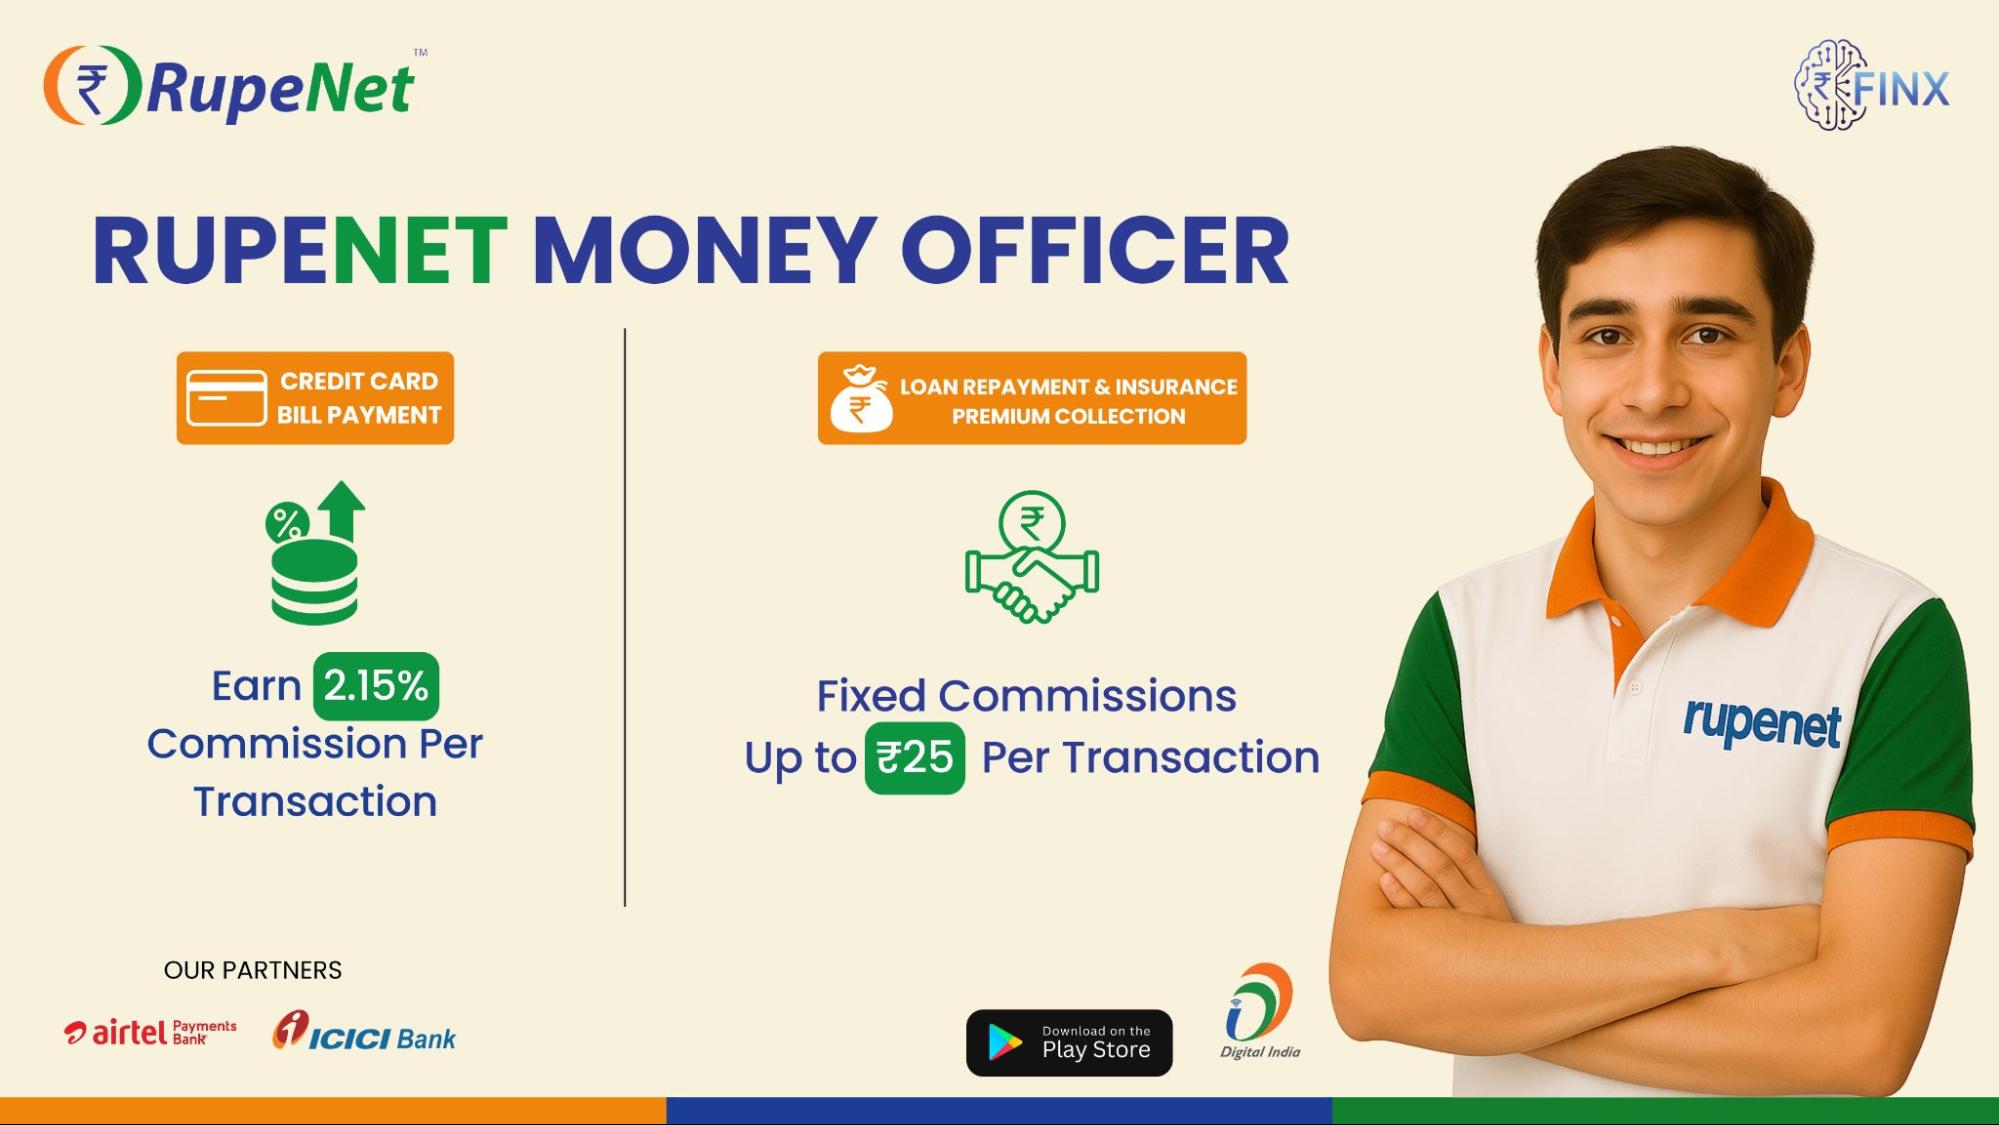 ₹ RupeNet™
₹ FINX
RUPENET MONEY OFFICER
CREDIT CARD
BILL PAYMENT
%
Earn 2.15%
Commission Per
Transaction
₹
LOAN REPAYMENT & INSURANCE
PREMIUM COLLECTION
₹
Fixed Commissions
Up to ₹25 Per Transaction
rupenet
OUR PARTNERS
airtel Payments
Bank
ICICI Bank
Download on the
Play Store
Digital India